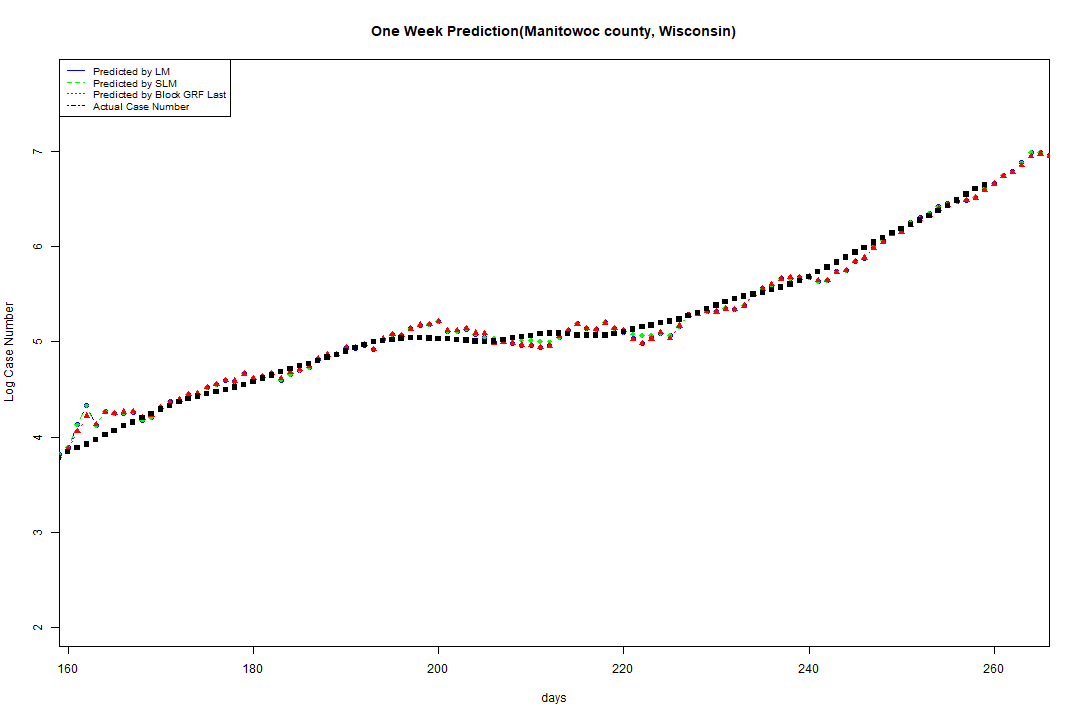 One Week Prediction(Manitowoc county, Wisconsin)
Predicted by LM
Predicted by SLM
Predicted by Block GRF Last
Actual Case Number
7
6
5
4
3
2
Log Case Number
160 180 200 220 240 260
days